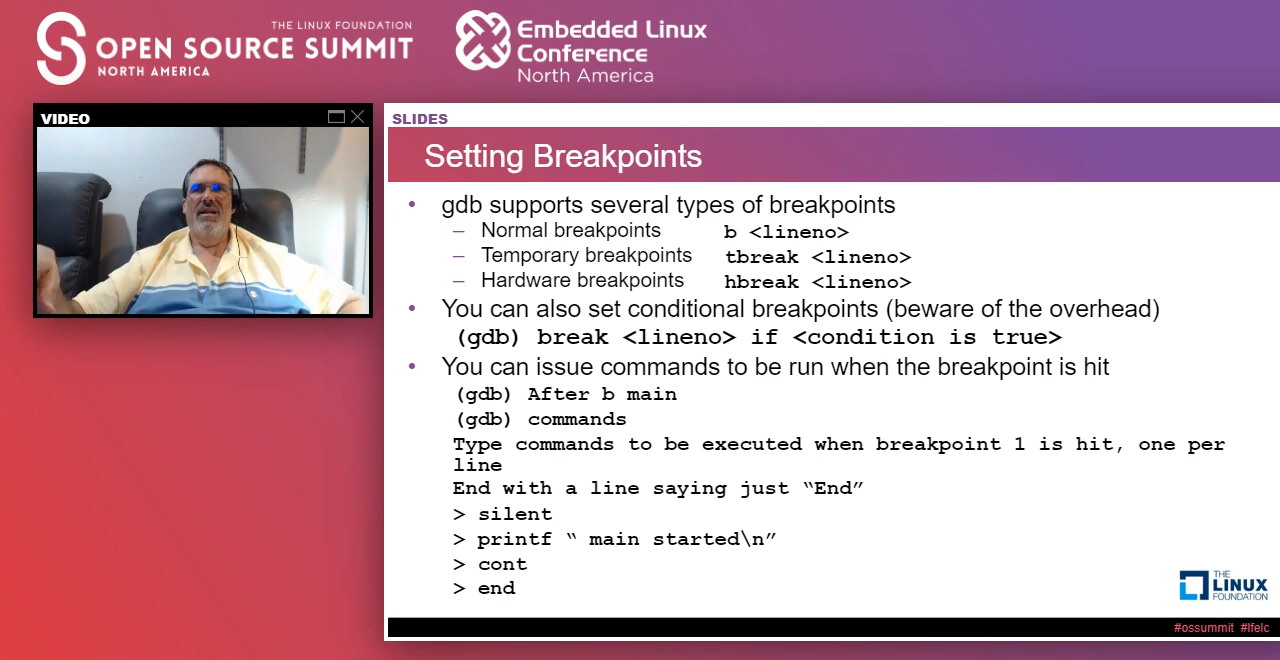 THE LINUX FOUNDATION
OPEN SOURCE SUMMIT
NORTH AMERICA
Embedded Linux
Conference
North America
VIDEO
SLIDES
Setting Breakpoints
• gdb supports several types of breakpoints
– Normal breakpoints b <lineno>
– Temporary breakpoints tbreak <lineno>
– Hardware breakpoints hbreak <lineno>
• You can also set conditional breakpoints (beware of the overhead)
(gdb) break <lineno> if <condition is true>
• You can issue commands to be run when the breakpoint is hit
(gdb) After b main
(gdb) commands
Type commands to be executed when breakpoint 1 is hit, one per
line
End with a line saying just “End”
> silent
> printf “ main started\n”
> cont
> end
THE
LINUX
FOUNDATION
#ossummit #lfelc